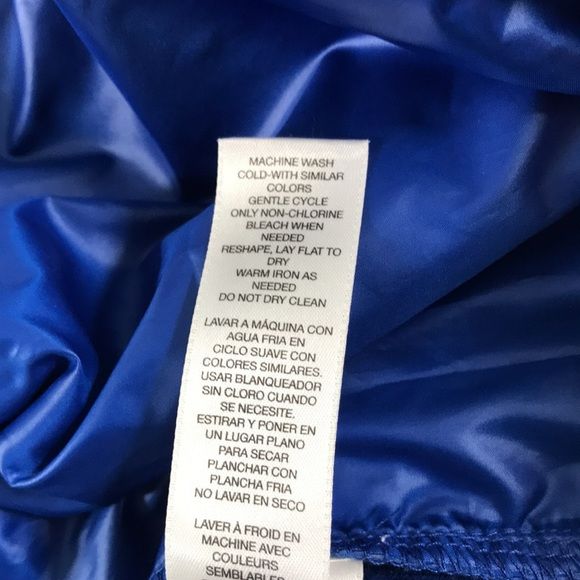 MACHINE WASH
COLD-WITH SIMILAR
COLORS
GENTLE CYCLE
ONLY NON-CHLORINE
BLEACH WHEN
NEEDED
RESHAPE, LAY FLAT TO
DRY
WARM IRON AS
NEEDED
DO NOT DRY CLEAN
LAVAR A MÁQUINA CON
AGUA FRIA EN
CICLO SUAVE CON
COLORES SIMILARES.
USAR BLANQUEADOR
SIN CLORO CUANDO
SE NECESITE.
ESTIRAR Y PONER EN
UN LUGAR PLANO
PARA SECAR
PLANCHAR CON
PLANCHA FRIA
NO LAVAR EN SECO
LAVER À FROID EN
MACHINE AVEC
COULEURS
SEMBLABLES